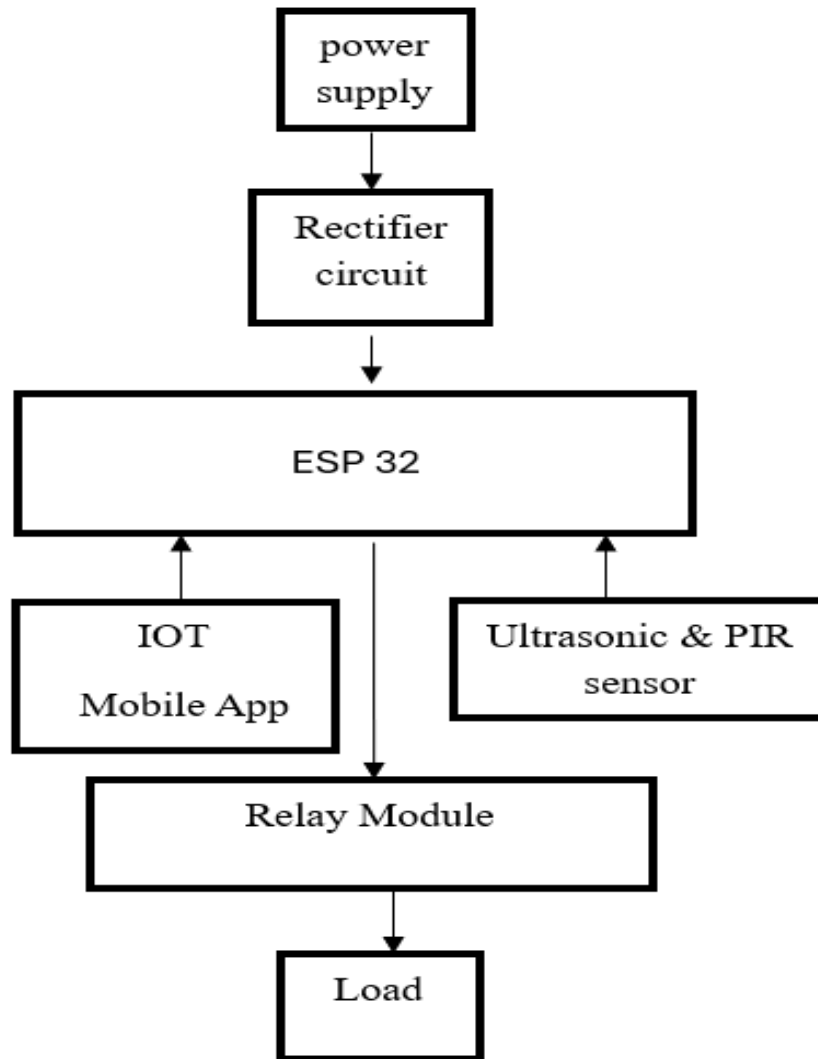 power
supply
Rectifier
circuit
ESP 32
IOT
Mobile App
Ultrasonic & PIR
sensor
Relay Module
Load